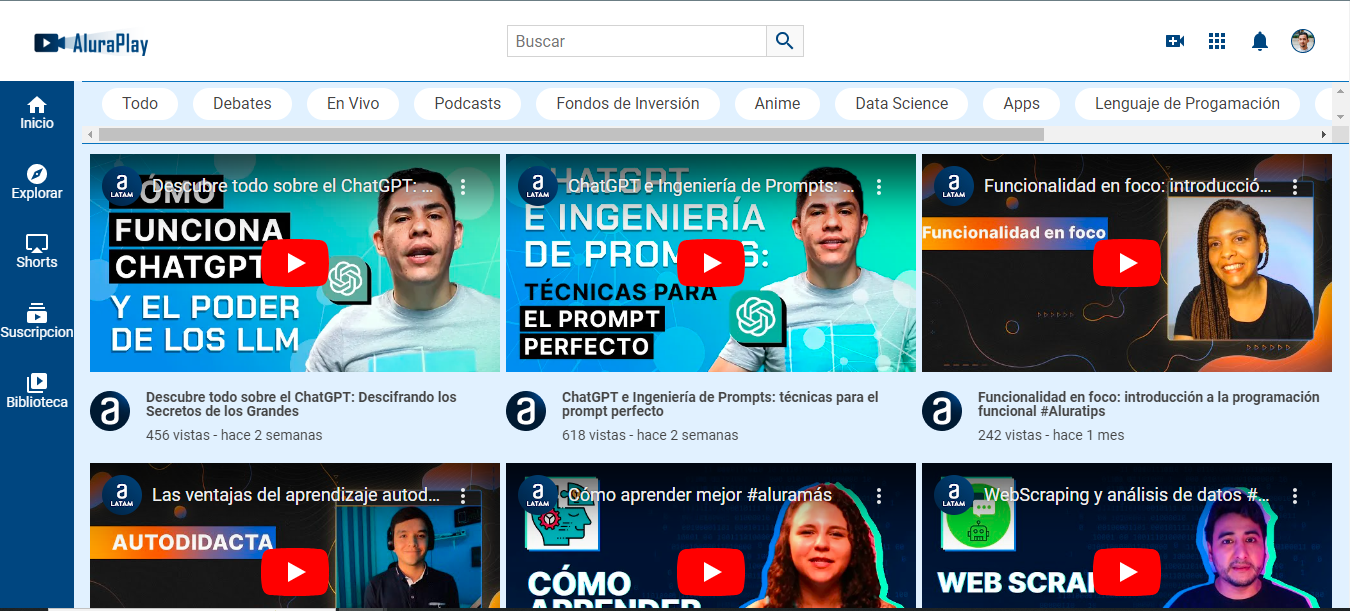 AluraPlay
Buscar
Inicio
Explorar
Shorts
Suscripcion
Biblioteca
Todo
Debates
En Vivo
Podcasts
Fondos de Inversión
Anime
Data Science
Apps
Lenguaje de Progamación
a LATAM
Descubre todo sobre el ChatGPT: ...
CÓMO
FUNCIONA
CHATGPT
Y EL PODER
DE LOS LLM
a LATAM
ChatGPT e Ingeniería de Prompts: ...
CHATGPT
E INGENIERÍA
DE PROMPTS:
TÉCNICAS PARA
EL PROMPT
PERFECTO
a LATAM
Funcionalidad en foco: introducció...
Funcionalidad en foco
a
Descubre todo sobre el ChatGPT: Descifrando los
Secretos de los Grandes
456 vistas - hace 2 semanas
a
ChatGPT e Ingeniería de Prompts: técnicas para el
prompt perfecto
618 vistas - hace 2 semanas
a
Funcionalidad en foco: introducción a la programación
funcional #Aluratips
242 vistas - hace 1 mes
a LATAM
Las ventajas del aprendizaje autod...
AUTODIDACTA
a LATAM
Cómo aprender mejor #aluramás
CÓMO
APRENDER
a LATAM
WebScraping y análisis de datos #...
WEB SCRA